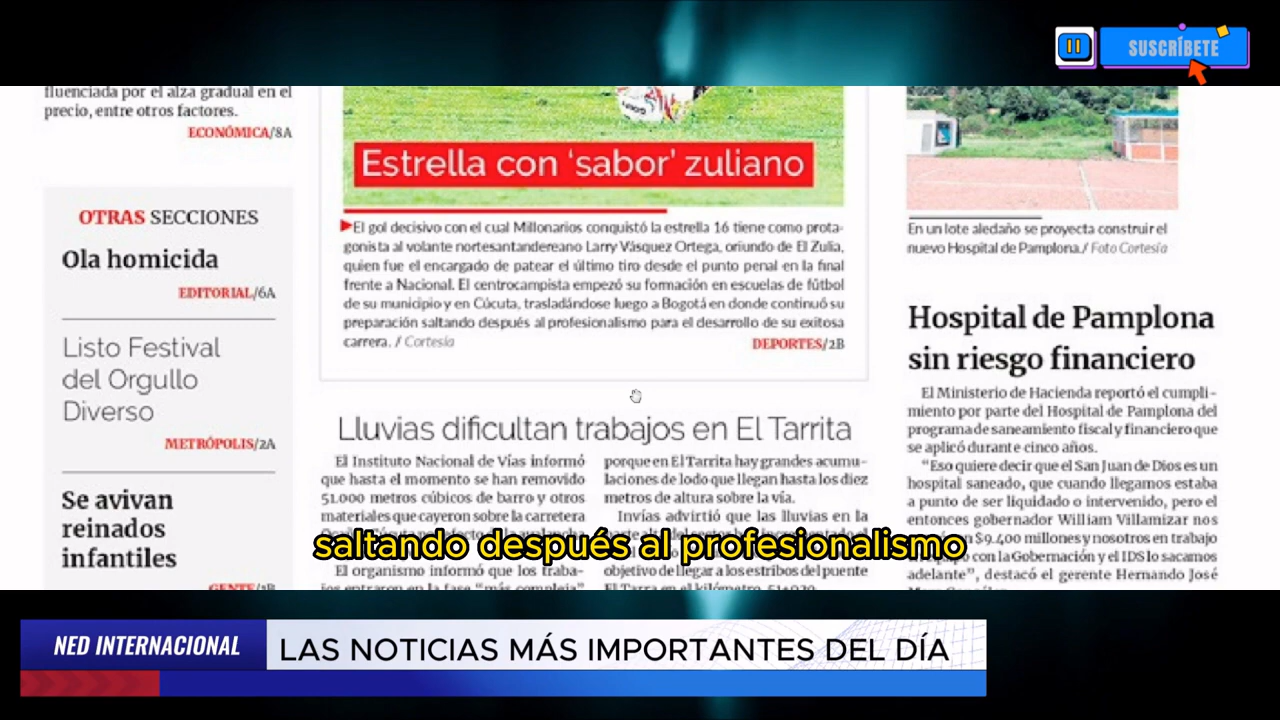 SUSCRÍBETE
fluenciada por el alza gradual en el
precio, entre otros factores.
ECONÓMICA/8A
OTRAS SECCIONES
Ola homicida
EDITORIAL/6A
Listo Festival
del Orgullo
Diverso
METRÓPOLIS/2A
Se avivan
reinados
infantiles
GENTE/1B
Estrella con ‘sabor’ zuliano
El gol decisivo con el cual Millonarios conquistó la estrella 16 tiene como prota-
gonista al volante nortesantandereano Larry Vásquez Ortega, oriundo de El Zulia,
quien fue el encargado de patear el último tiro desde el punto penal en la final
frente a Nacional. El centrocampista empezó su formación en escuelas de fútbol
de su municipio y en Cúcuta, trasladándose luego a Bogotá en donde continuó su
preparación saltando después al profesionalismo para el desarrollo de su exitosa
carrera. / Cortesía
DEPORTES/2B
Lluvias dificultan trabajos en El Tarrita
El Instituto Nacional de Vías informó
que hasta el momento se han removido
51.000 metros cúbicos de barro y otros
materiales que cayeron sobre la carretera
El organismo informó que los traba-
jos entraron en la fase “más compleja”
porque en El Tarrita hay grandes acumu-
laciones de lodo que llegan hasta los diez
metros de altura sobre la vía.
Invías advirtió que las lluvias en la
objetivo de llegar a los estribos del puente
El Tarra en el kilómetro
En un lote aledaño se proyecta construir el
nuevo Hospital de Pamplona./ Foto Cortesía
Hospital de Pamplona
sin riesgo financiero
El Ministerio de Hacienda reportó el cumpli-
miento por parte del Hospital de Pamplona del
programa de saneamiento fiscal y financiero que
se aplicó durante cinco años.
“Eso quiere decir que el San Juan de Dios es un
hospital saneado, que cuando llegamos estaba
a punto de ser liquidado o intervenido, pero el
entonces gobernador William Villamizar nos
$9.400 millones y nosotros en trabajo
con la Gobernación y el IDS lo sacamos
adelante”, destacó el gerente Hernando José
saltando después al profesionalismo
NED INTERNACIONAL
LAS NOTICIAS MÁS IMPORTANTES DEL DÍA